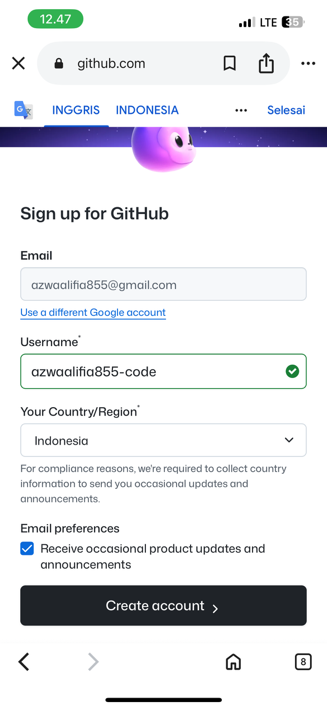 12.47
LTE 35
github.com
INGGRIS INDONESIA ... Selesai
Sign up for GitHub
Email
azwaalifia855@gmail.com
Use a different Google account
Username*
azwaalifia855-code
Your Country/Region*
Indonesia
For compliance reasons, we're required to collect country
information to send you occasional updates and
announcements.
Email preferences
Receive occasional product updates and
announcements
Create account
8